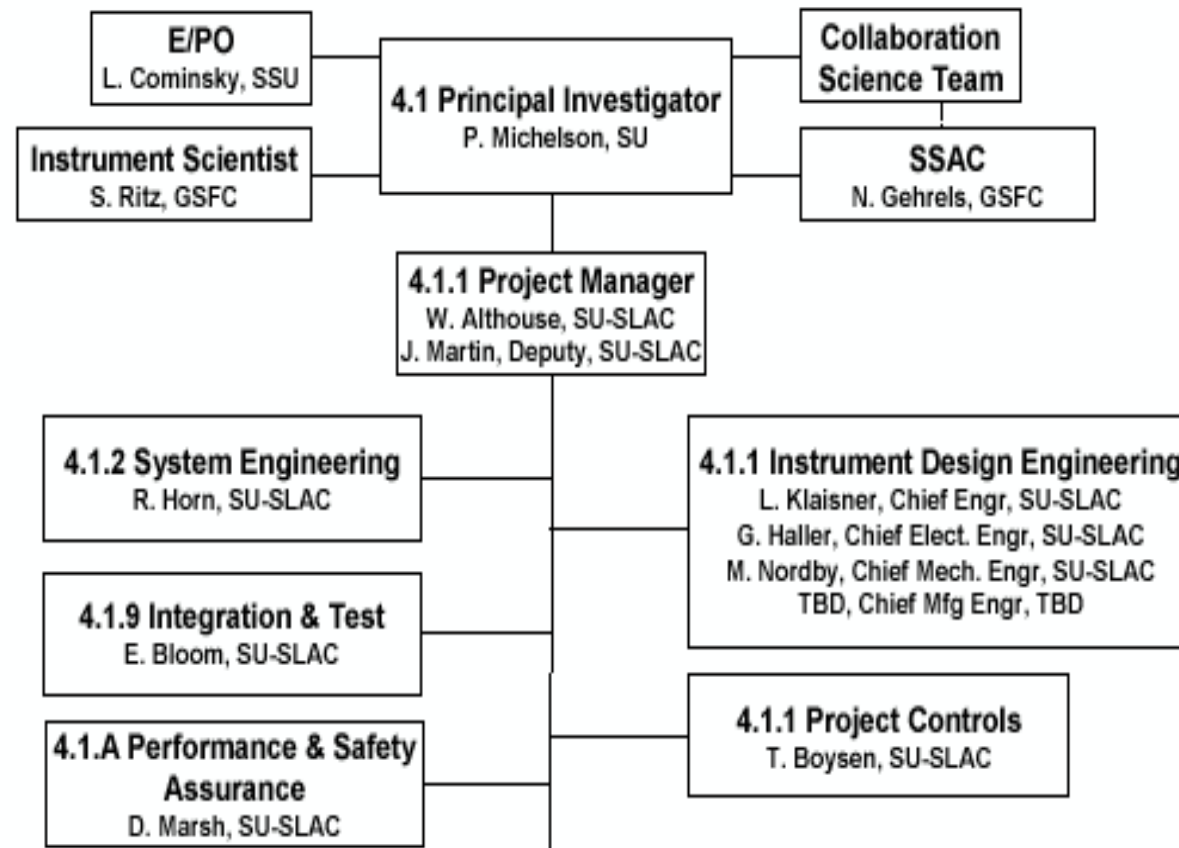 E/PO
L. Cominsky, SSU
4.1 Principal Investigator
P. Michelson, SU
Collaboration
Science Team
Instrument Scientist
S. Ritz, GSFC
SSAC
N. Gehrels, GSFC
4.1.1 Project Manager
W. Althouse, SU-SLAC
J. Martin, Deputy, SU-SLAC
4.1.2 System Engineering
R. Horn, SU-SLAC
4.1.1 Instrument Design Engineering
L. Klaisner, Chief Engr, SU-SLAC
G. Haller, Chief Elect. Engr, SU-SLAC
M. Nordby, Chief Mech. Engr, SU-SLAC
TBD, Chief Mfg Engr, TBD
4.1.9 Integration & Test
E. Bloom, SU-SLAC
4.1.1 Project Controls
T. Boysen, SU-SLAC
4.1.A Performance & Safety
Assurance
D. Marsh, SU-SLAC